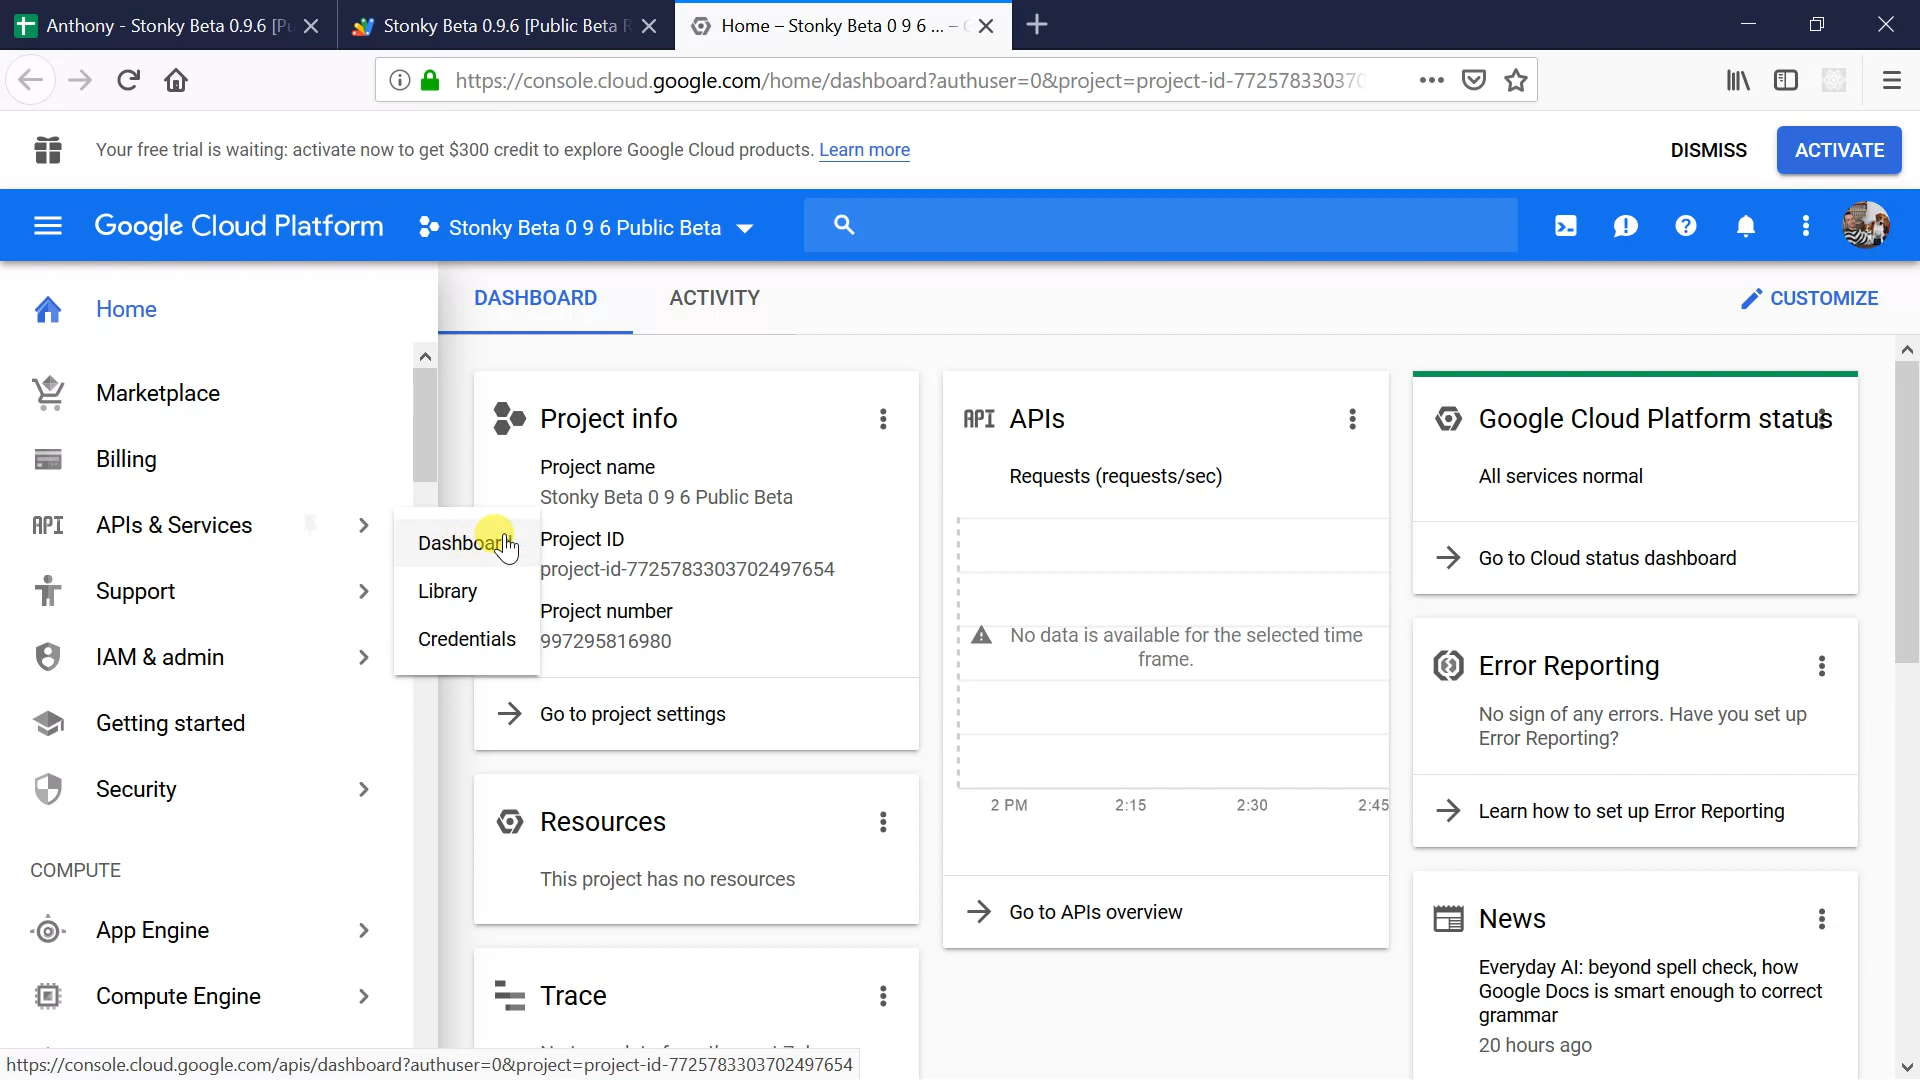 Anthony - Stonky Beta 0.9.6 [Pu
Stonky Beta 0.9.6 [Public Beta R
Home – Stonky Beta 0 9 6 ... –
https://console.cloud.google.com/home/dashboard?authuser=0&project=project-id-77257833037
Your free trial is waiting: activate now to get $300 credit to explore Google Cloud products. Learn more
DISMISS
ACTIVATE
Google Cloud Platform
Stonky Beta 0 9 6 Public Beta
Home
Marketplace
Billing
API
APIs & Services
Support
IAM & admin
Getting started
Security
COMPUTE
App Engine
Compute Engine
Dashboard
Library
Credentials
DASHBOARD
ACTIVITY
CUSTOMIZE
Project info
Project name
Stonky Beta 0 9 6 Public Beta
Project ID
project-id-7725783303702497654
Project number
997295816980
Go to project settings
Resources
This project has no resources
Trace
API
APIs
Requests (requests/sec)
No data is available for the selected time
frame.
2 PM
2:15
2:30
2:45
Go to APIs overview
Google Cloud Platform status
All services normal
Go to Cloud status dashboard
Error Reporting
No sign of any errors. Have you set up
Error Reporting?
Learn how to set up Error Reporting
News
Everyday AI: beyond spell check, how
Google Docs is smart enough to correct
grammar
20 hours ago
https://console.cloud.google.com/apis/dashboard?authuser=0&project=project-id-7725783303702497654